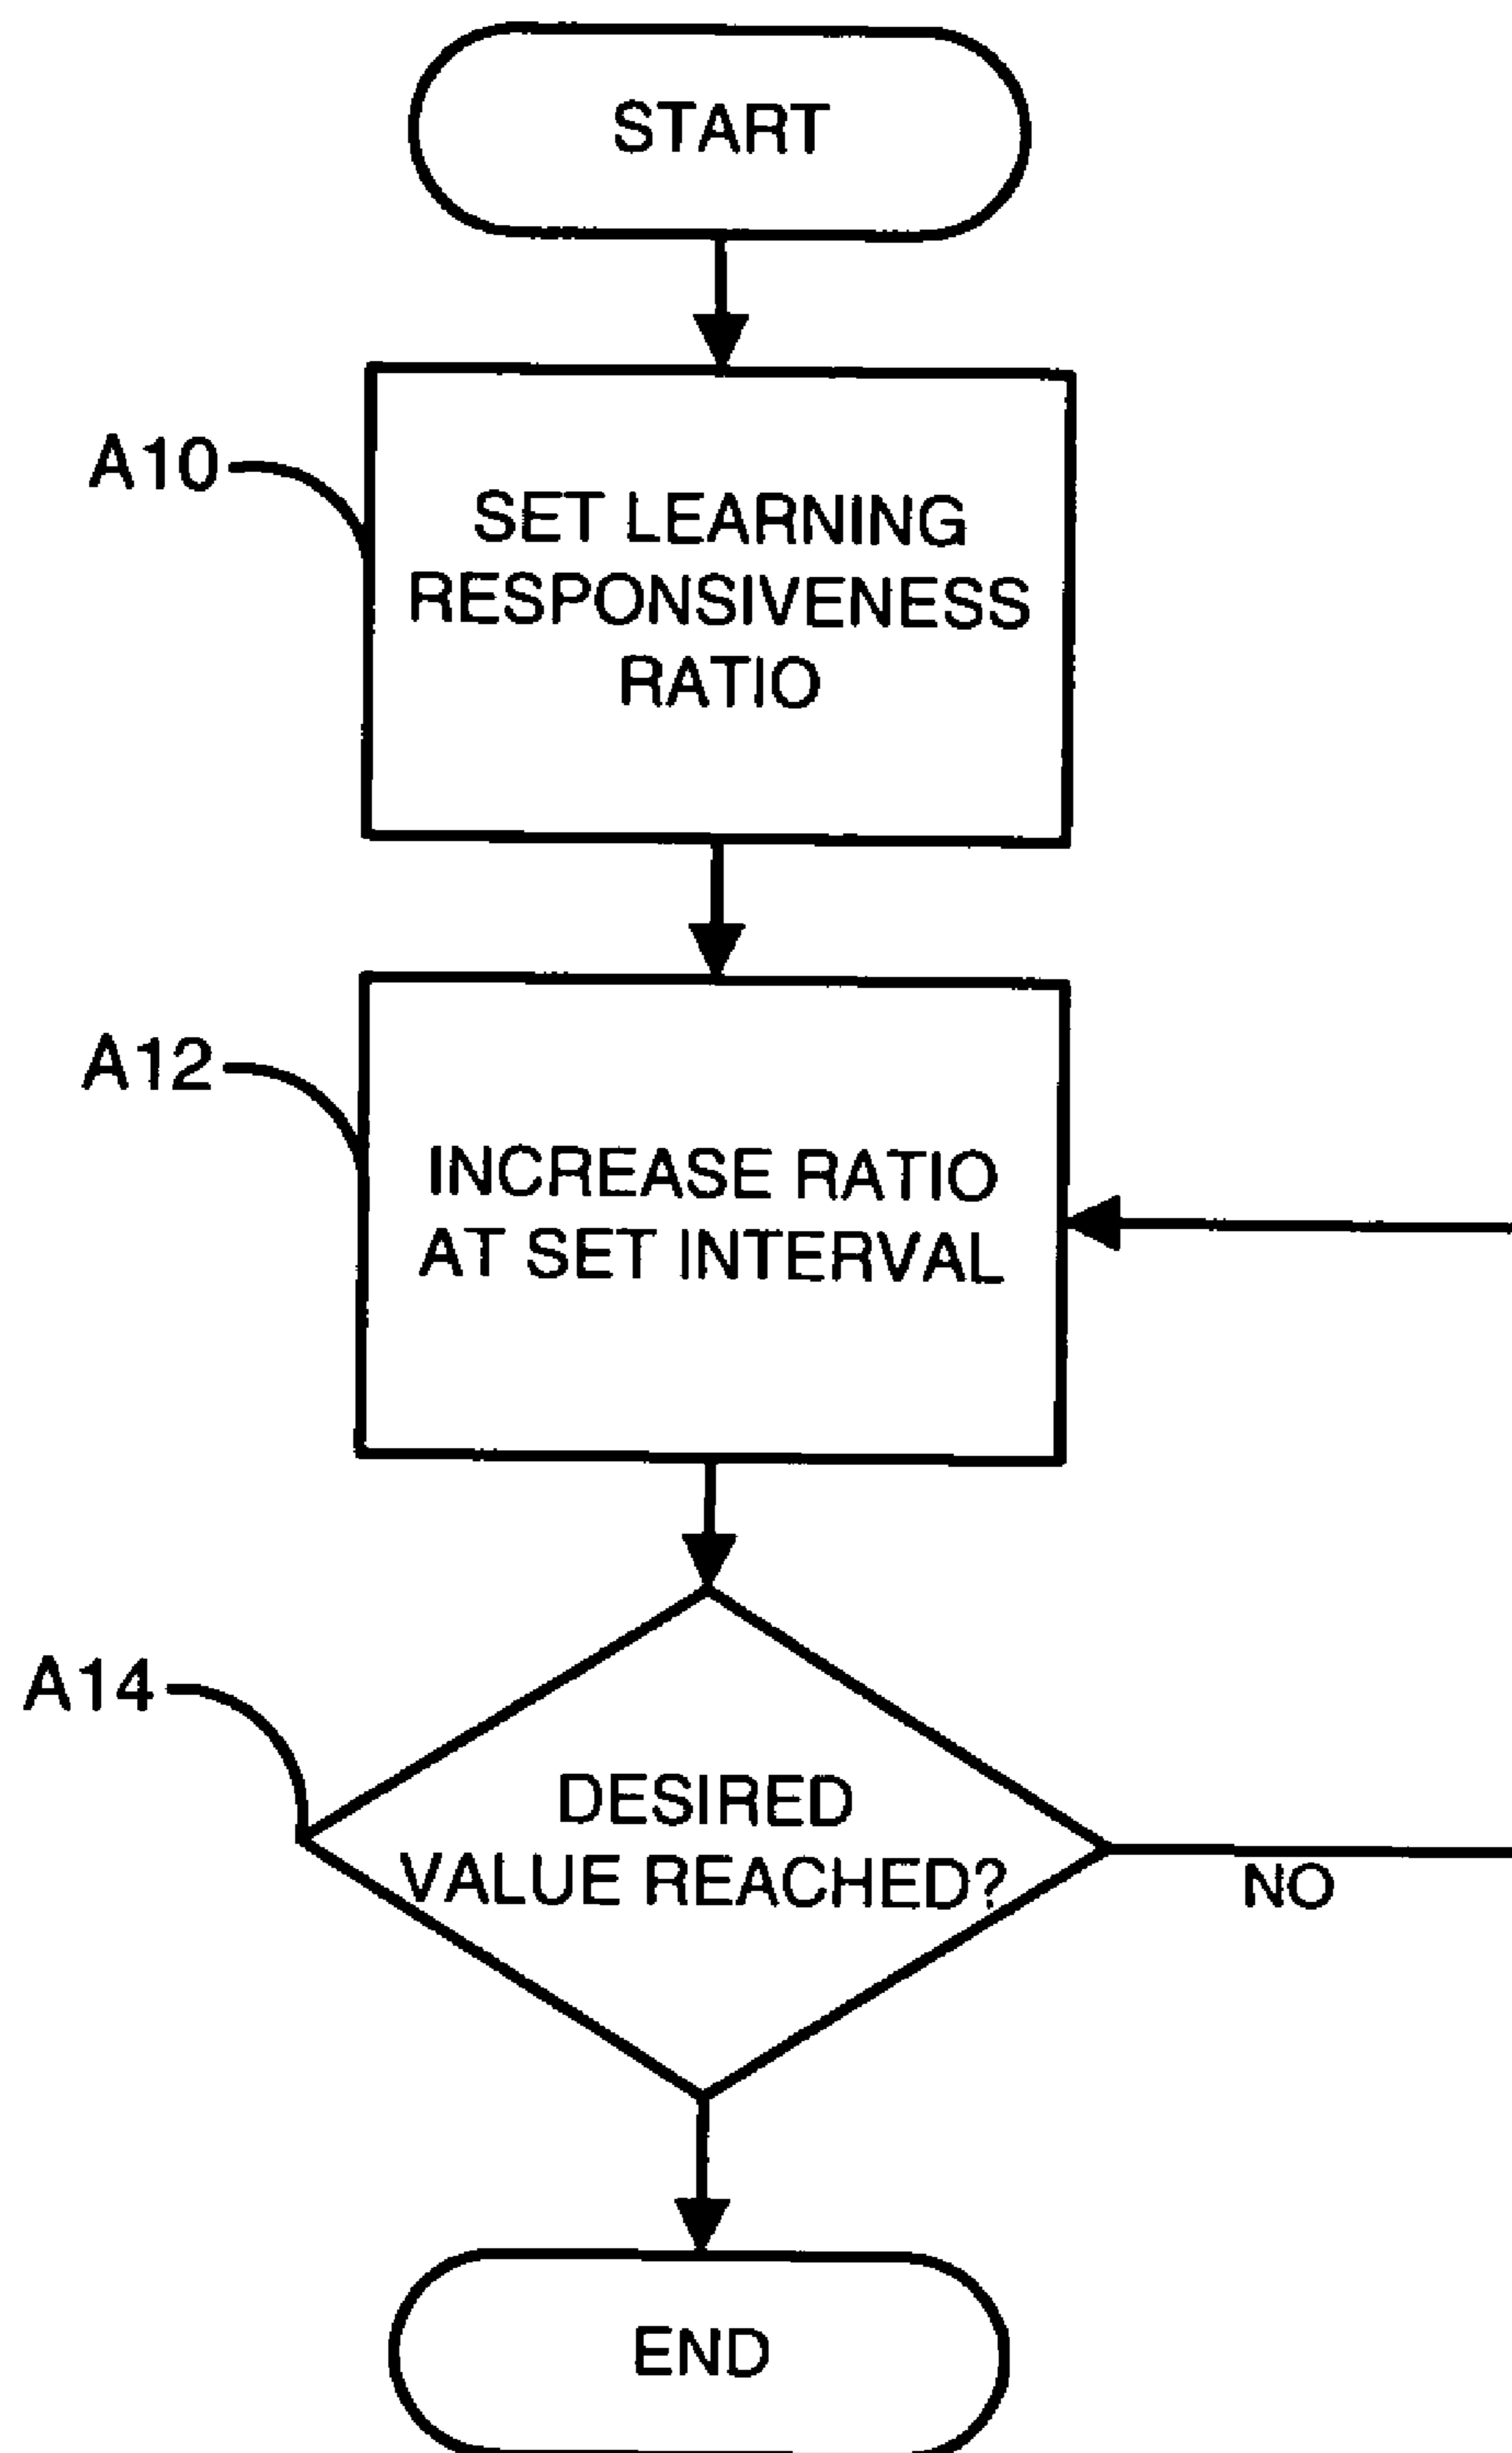 START
A10
SET LEARNING
RESPONSIVENESS
RATIO
A12
INCREASE RATIO
AT SET INTERVAL
A14
DESIRED
VALUE REACHED?
NO
END